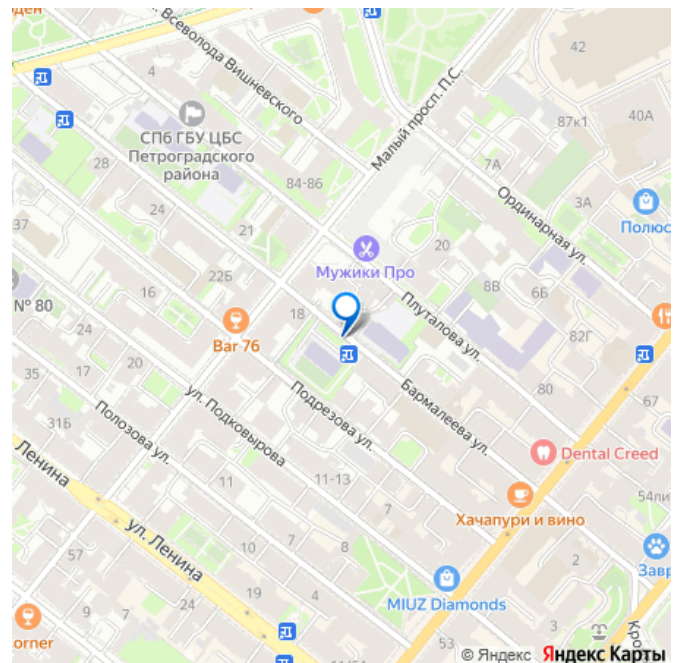 ден
ул. Всеволода Вишневского
4
42
СПб ГБУ ЦБС
Петроградского
района
Малый просп. П.С.
87к1
40А
28
84-86
7А
3А
Ординарная ул.
Полюс
24
21
20
37
Мужики Про
22Б
8В
6Б
16
№ 80
18
Плуталова ул.
82Г
24
Bar 76
17
20
35
ул. Подковырова
Подрезова ул.
Бармалеева ул.
80
67
Полозова ул.
31Б
Dental Creed
Ленина
11
11-13
54ли
7
Хачапури и вино
ул. Ленина
57
10
7
8
2
Завр
24
19
4
MIUZ Diamonds
9
7
3
orner
53
Кро
© Яндекс Яндекс Карты